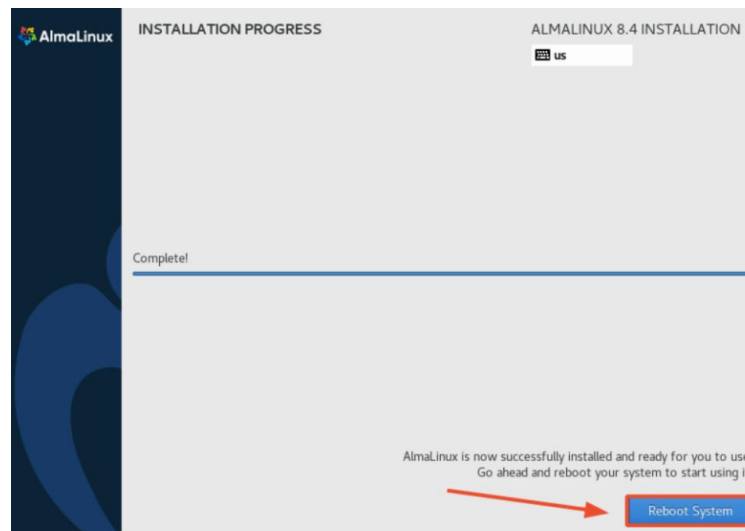 AlmaLinux
INSTALLATION PROGRESS
ALMALINUX 8.4 INSTALLATION
us
Complete!
AlmaLinux is now successfully installed and ready for you to use
Go ahead and reboot your system to start using i
Reboot System